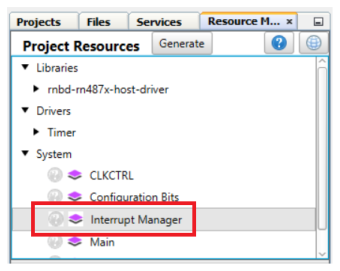 Projects Files Services Resource M... ×
Project Resources Generate
Libraries
rnbd-rn487x-host-driver
Drivers
Timer
System
CLKCTRL
Configuration Bits
Interrupt Manager
Main